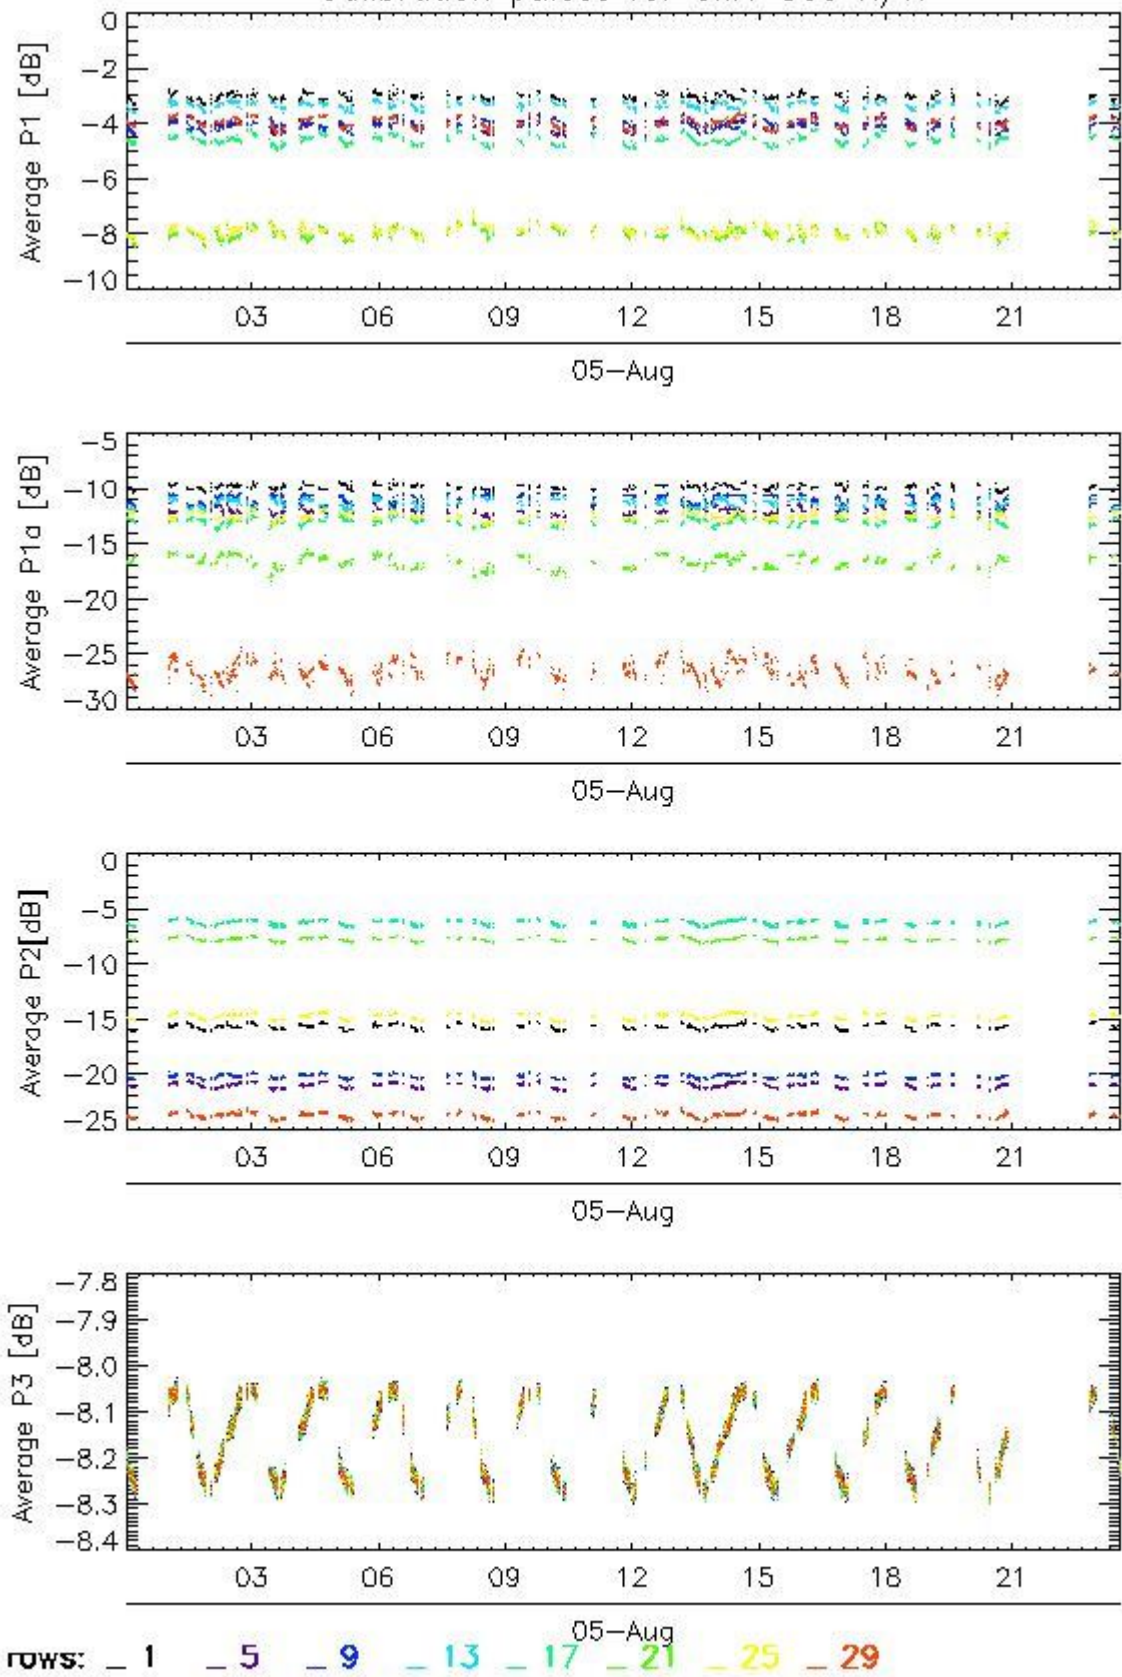 Average P1 [dB]
0
−2
−4
−6
−8
−10
03 06 09 12 15 18 21
05−Aug
Average P1a [dB]
−5
−10
−15
−20
−25
−30
03 06 09 12 15 18 21
05−Aug
Average P2[dB]
0
−5
−10
−15
−20
−25
03 06 09 12 15 18 21
05−Aug
Average P3 [dB]
−7.8
−7.9
−8.0
−8.1
−8.2
−8.3
−8.4
03 06 09 12 15 18 21
05−Aug
rows: _ 1 _ 5 _ 9 _ 13 _ 17 _ 21 _ 25 _ 29